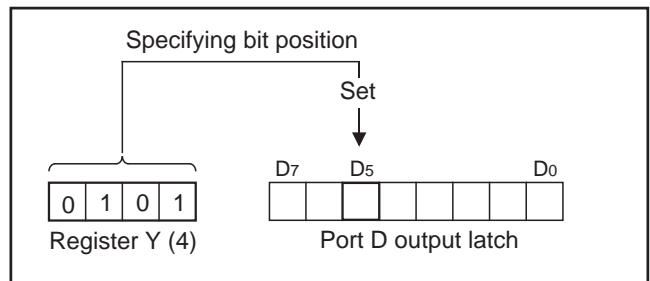 Specifying bit position
Set
D7 D5 D0
0 1 0 1
Register Y (4)
Port D output latch